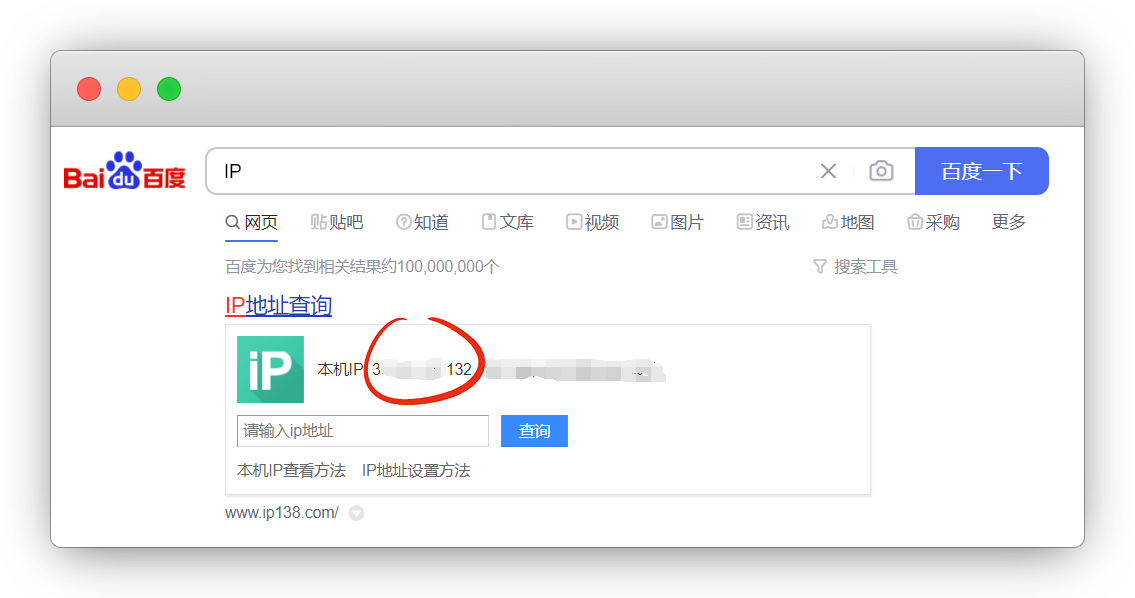 Bai du 百度
IP
百度一下
网页 贴吧 知道 文库 视频 图片 资讯 地图 采购 更多
百度为您找到相关结果约100,000,000个
搜索工具
IP地址查询
iP
本机IP 3 132
请输入ip地址
查询
本机IP查看方法 IP地址设置方法
www.ip138.com/